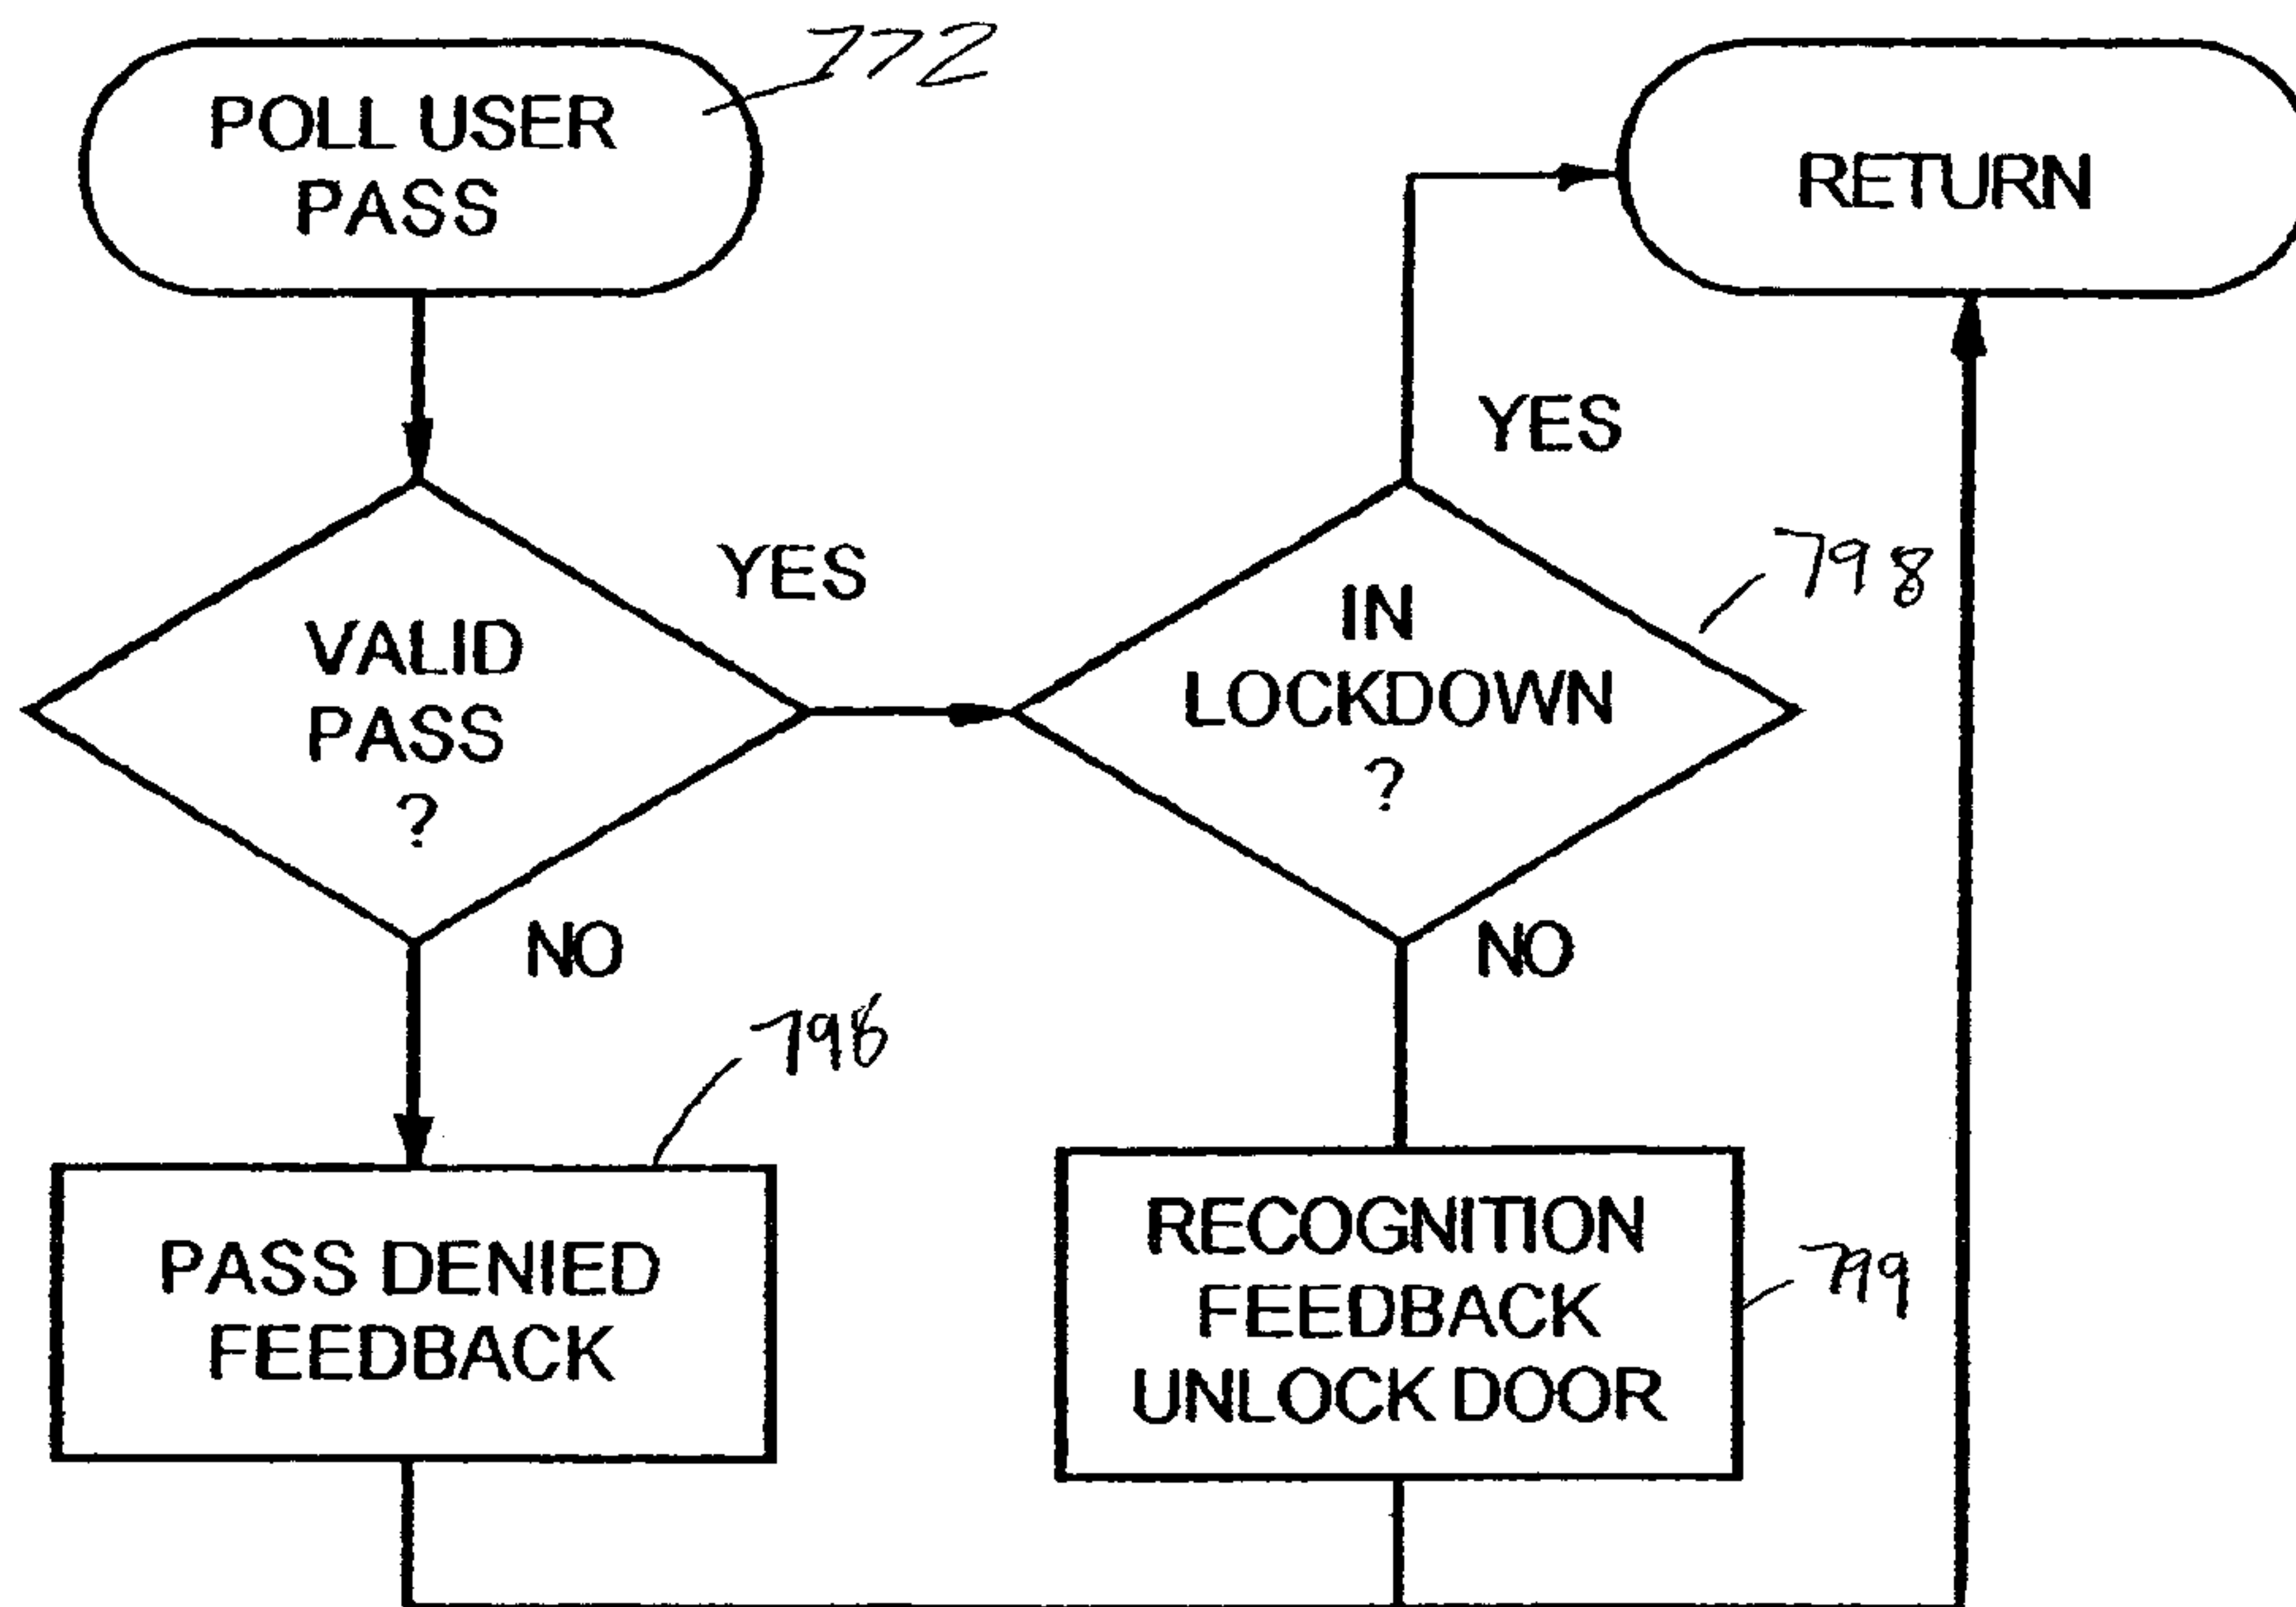 POLL USER
PASS
772
RETURN
YES
VALID
PASS
?
YES
IN
LOCKDOWN
?
798
NO
NO
796
PASS DENIED
FEEDBACK
RECOGNITION
FEEDBACK
UNLOCK DOOR
799